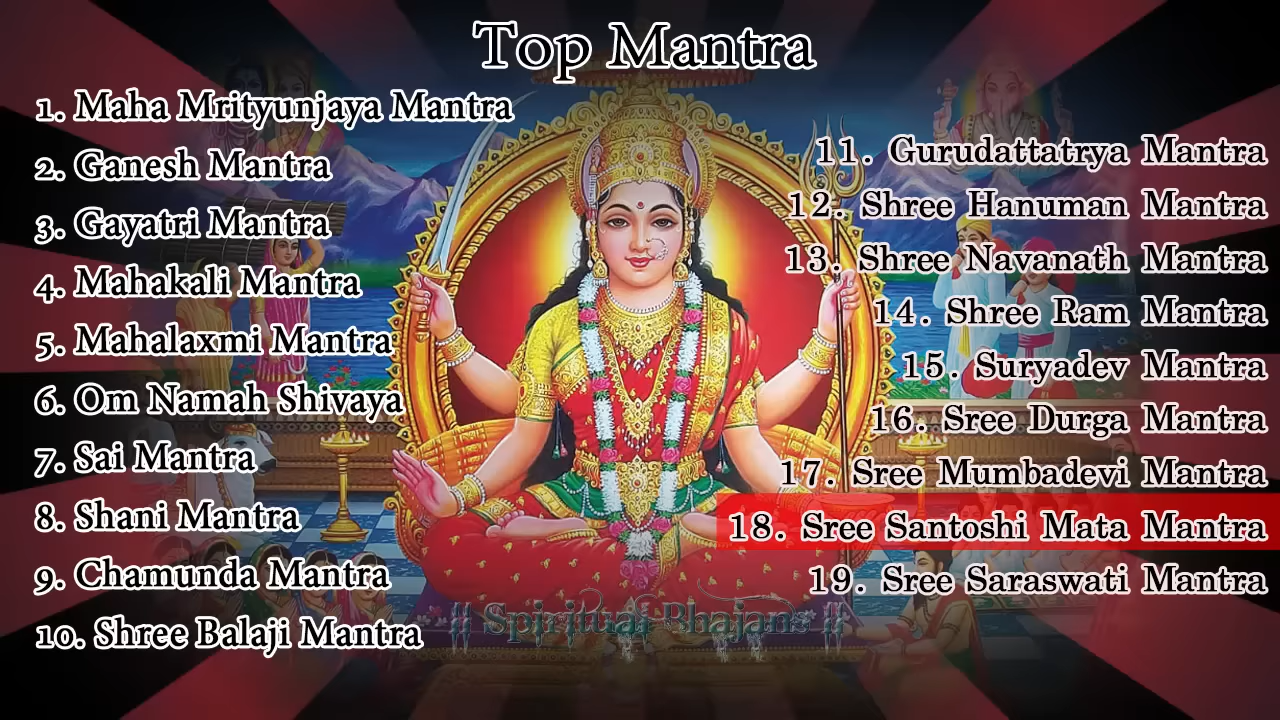 Top Mantra
1. Maha Mrityunjaya Mantra
2. Ganesh Mantra
3. Gayatri Mantra
4. Mahakali Mantra
5. Mahalaxmi Mantra
6. Om Namah Shivaya
7. Sai Mantra
8. Shani Mantra
9. Chamunda Mantra
10. Shree Balaji Mantra
11. Gurudattatrya Mantra
12. Shree Hanuman Mantra
13. Shree Navanath Mantra
14. Shree Ram Mantra
15. Suryadev Mantra
16. Sree Durga Mantra
17. Sree Mumbadevi Mantra
18. Sree Santoshi Mata Mantra
19. Sree Saraswati Mantra
|| Spiritual Bhajans ||